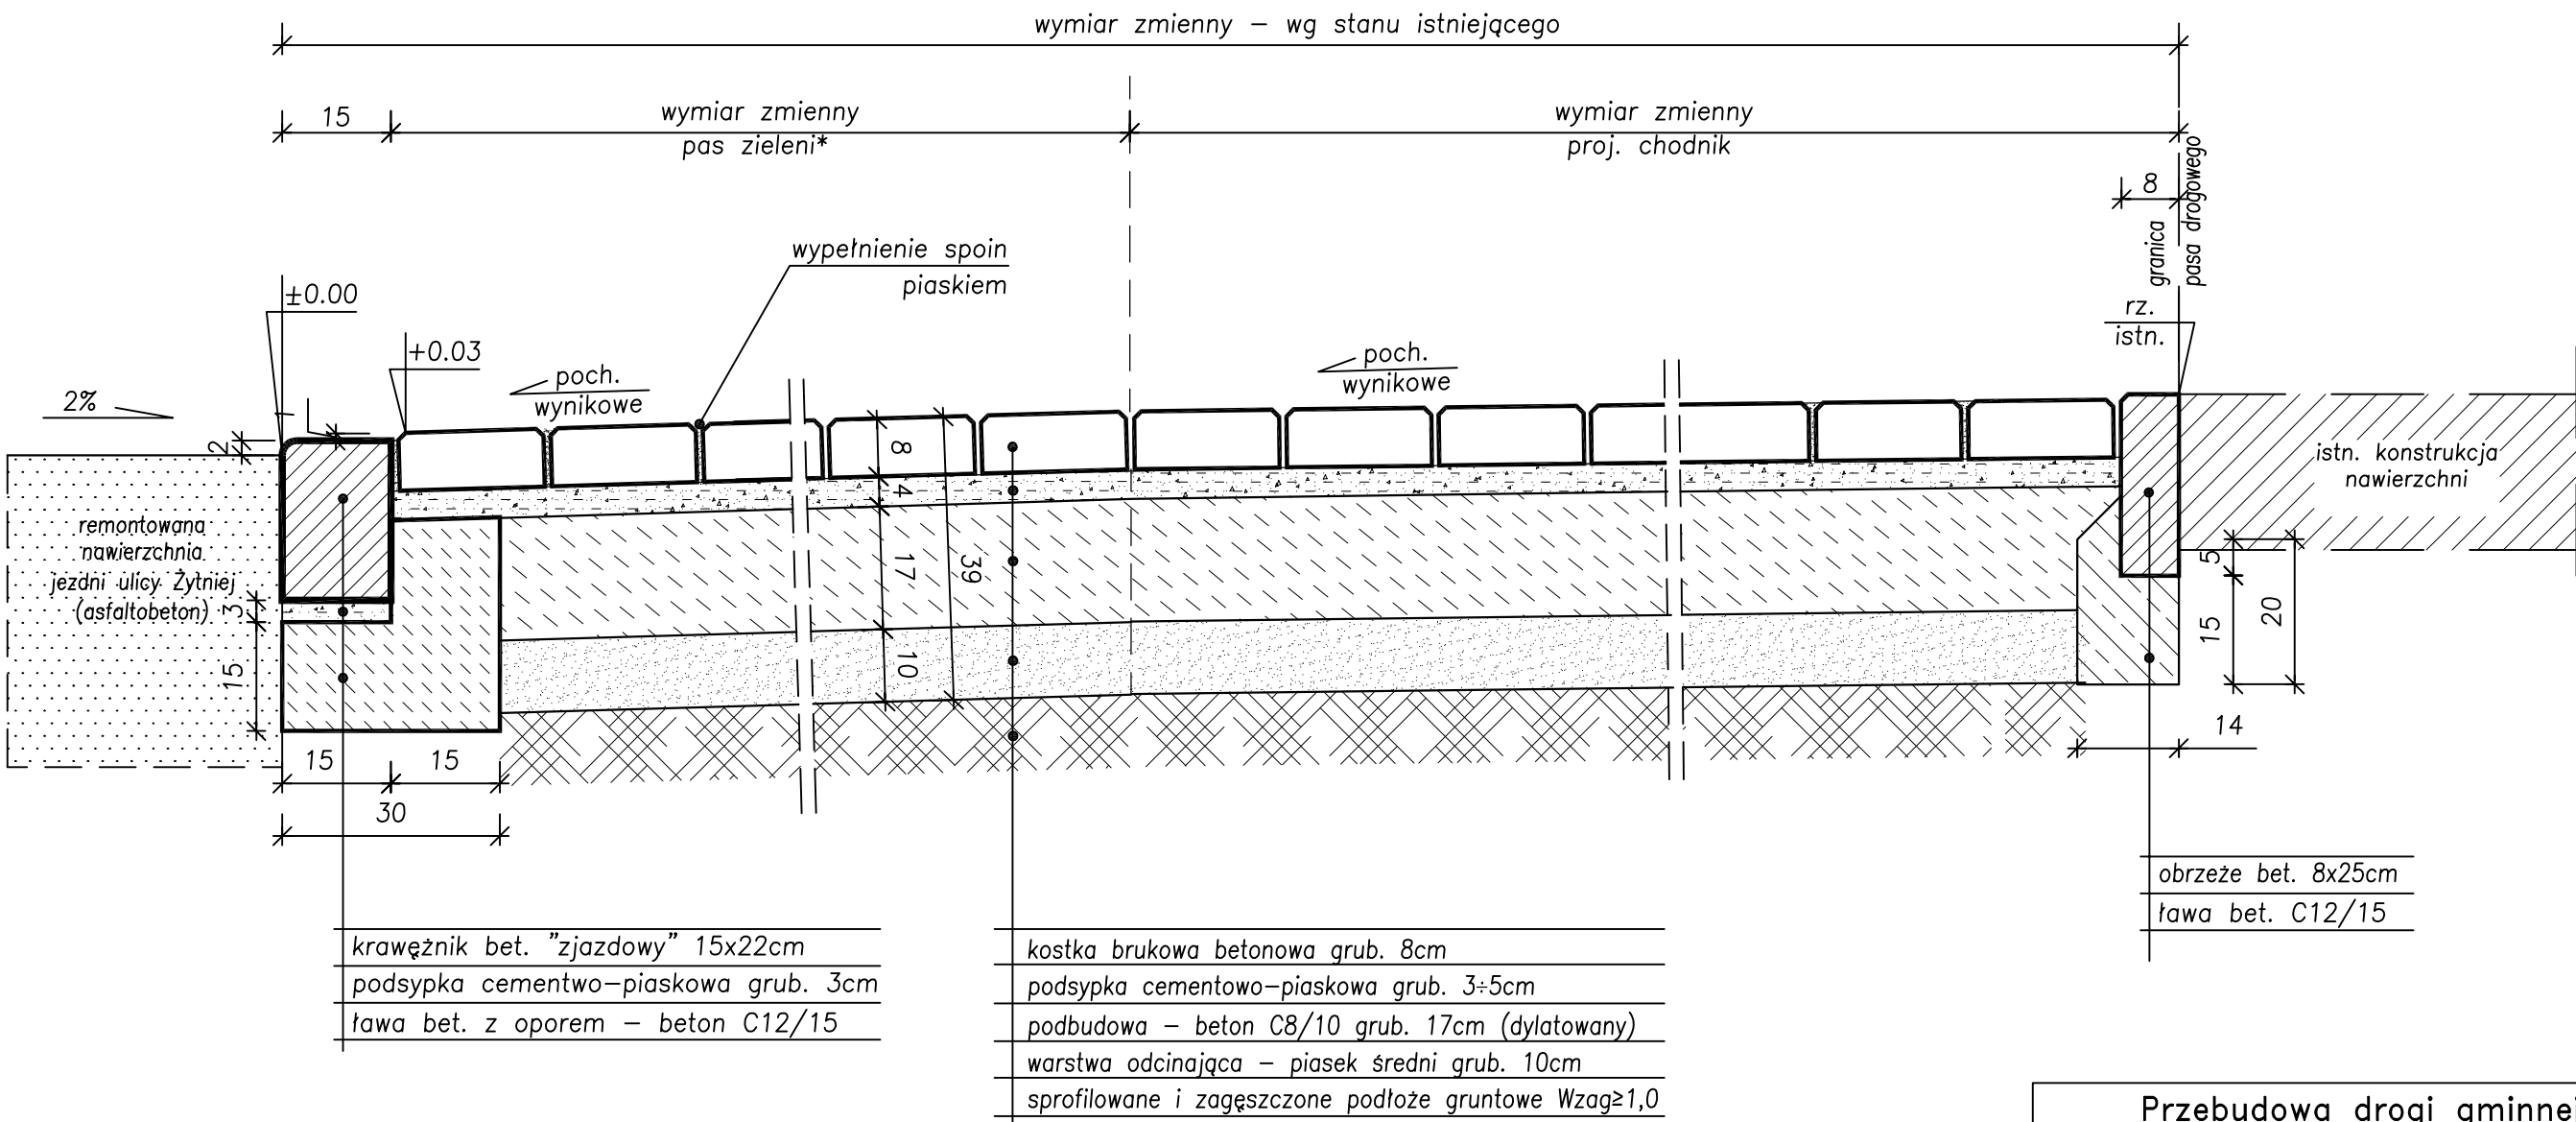 wymiar zmienny – wg stanu istniejącego
15
wymiar zmienny
pas zieleni*
wymiar zmienny
proj. chodnik
8
granica
pasa drogowego
wypełnienie spoin
piaskiem
±0.00
+0.03
rz.
istn.
2%
poch.
wynikowe
poch.
wynikowe
1
2
8
4
17
39
10
remontowana
nawierzchnia
jezdni ulicy Żytniej
(asfaltobeton)
3
15
istn. konstrukcja
nawierzchni
5
15
20
14
15
15
30
krawężnik bet. "zjazdowy" 15x22cm
podsypka cementwo–piaskowa grub. 3cm
ława bet. z oporem – beton C12/15
kostka brukowa betonowa grub. 8cm
podsypka cementowo–piaskowa grub. 3÷5cm
podbudowa – beton C8/10 grub. 17cm (dylatowany)
warstwa odcinająca – piasek średni grub. 10cm
sprofilowane i zagęszczone podłoże gruntowe Wzag≥1,0
obrzeże bet. 8x25cm
ława bet. C12/15
Przebudowa drogi gminnej